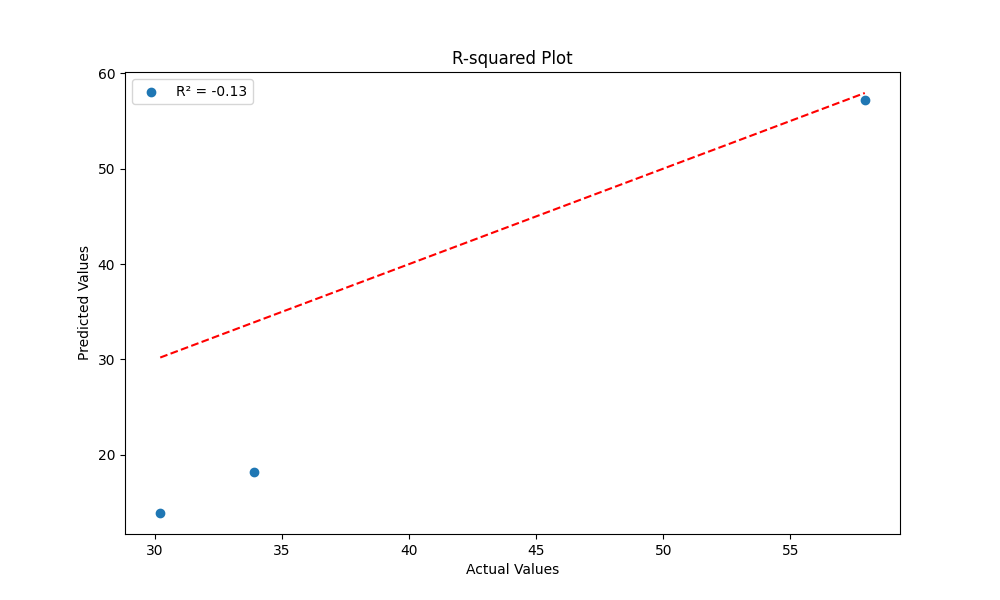 R-squared Plot
R² = -0.13
60
50
40
30
20
Predicted Values
30 35 40 45 50 55
Actual Values